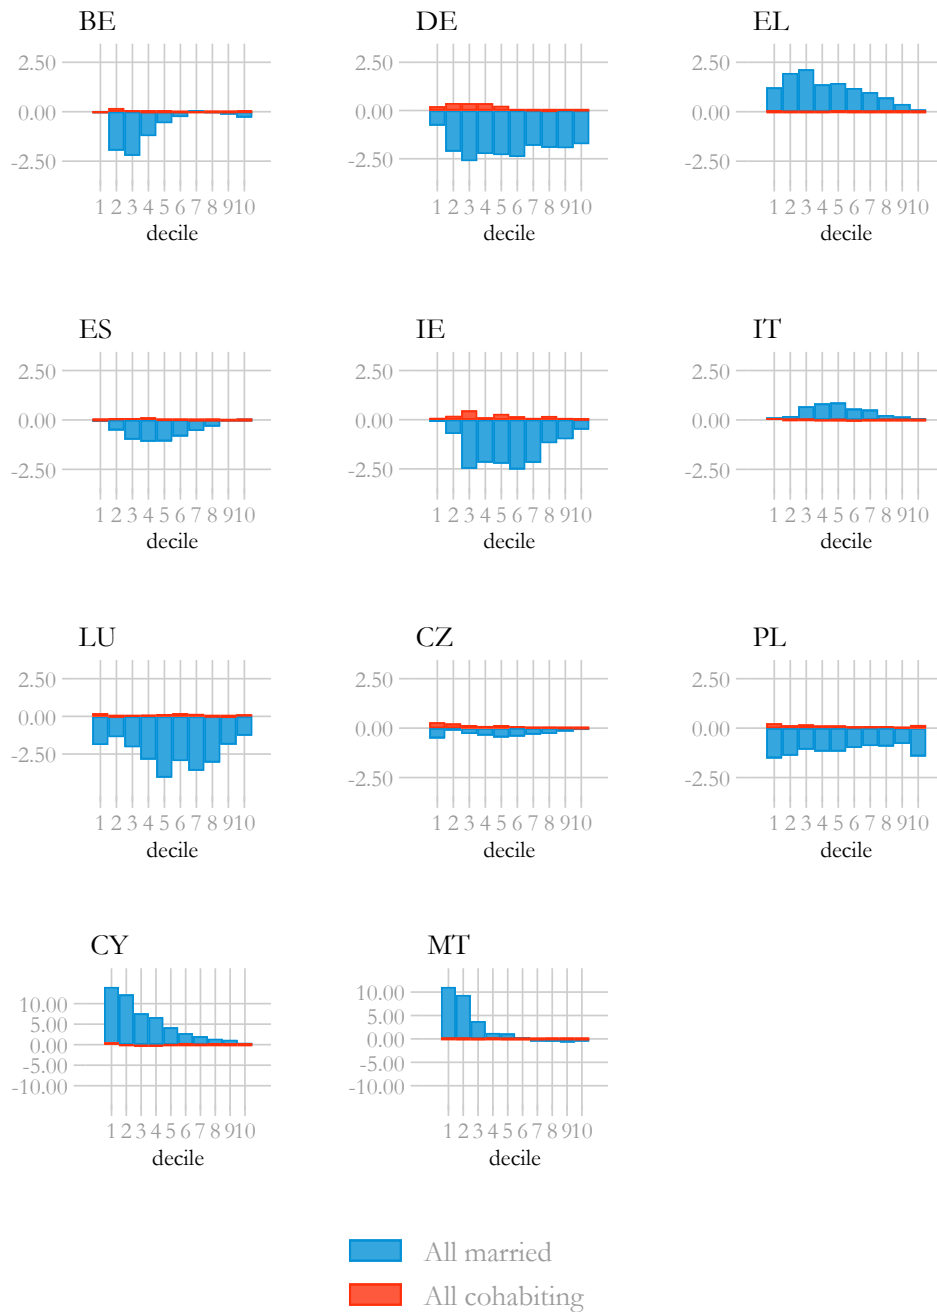 BE DE EL
2.50 2.50 2.50
0.00 0.00 0.00
-2.50 -2.50 -2.50
1 2 3 4 5 6 7 8 9 10 1 2 3 4 5 6 7 8 9 10 1 2 3 4 5 6 7 8 9 10
decile decile decile
ES IE IT
2.50 2.50 2.50
0.00 0.00 0.00
-2.50 -2.50 -2.50
1 2 3 4 5 6 7 8 9 10 1 2 3 4 5 6 7 8 9 10 1 2 3 4 5 6 7 8 9 10
decile decile decile
LU CZ PL
2.50 2.50 2.50
0.00 0.00 0.00
-2.50 -2.50 -2.50
1 2 3 4 5 6 7 8 9 10 1 2 3 4 5 6 7 8 9 10 1 2 3 4 5 6 7 8 9 10
decile decile decile
CY MT
10.00 10.00
5.00 5.00
0.00 0.00
-5.00 -5.00
-10.00 -10.00
1 2 3 4 5 6 7 8 9 10 1 2 3 4 5 6 7 8 9 10
decile decile
All married
All cohabiting